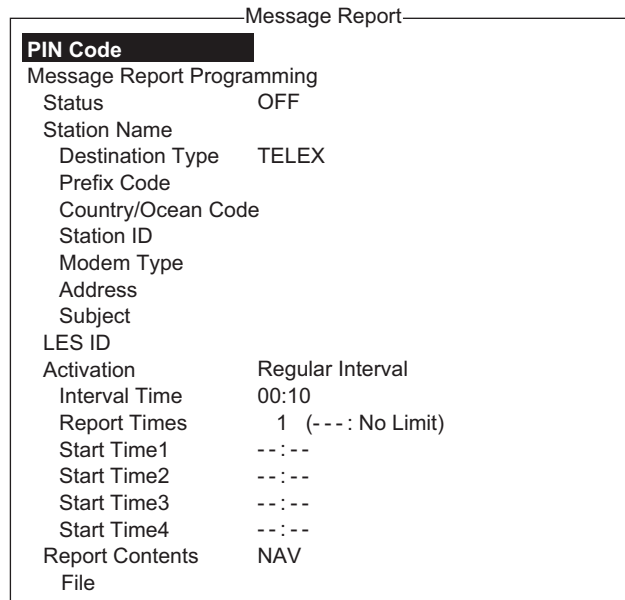 Message Report
PIN Code
Message Report Programming
Status OFF
Station Name
Destination Type TELEX
Prefix Code
Country/Ocean Code
Station ID
Modem Type
Address
Subject
LES ID
Activation Regular Interval
Interval Time 00:10
Report Times 1 (---: No Limit)
Start Time1 --:--
Start Time2 --:--
Start Time3 --:--
Start Time4 --:--
Report Contents NAV
File